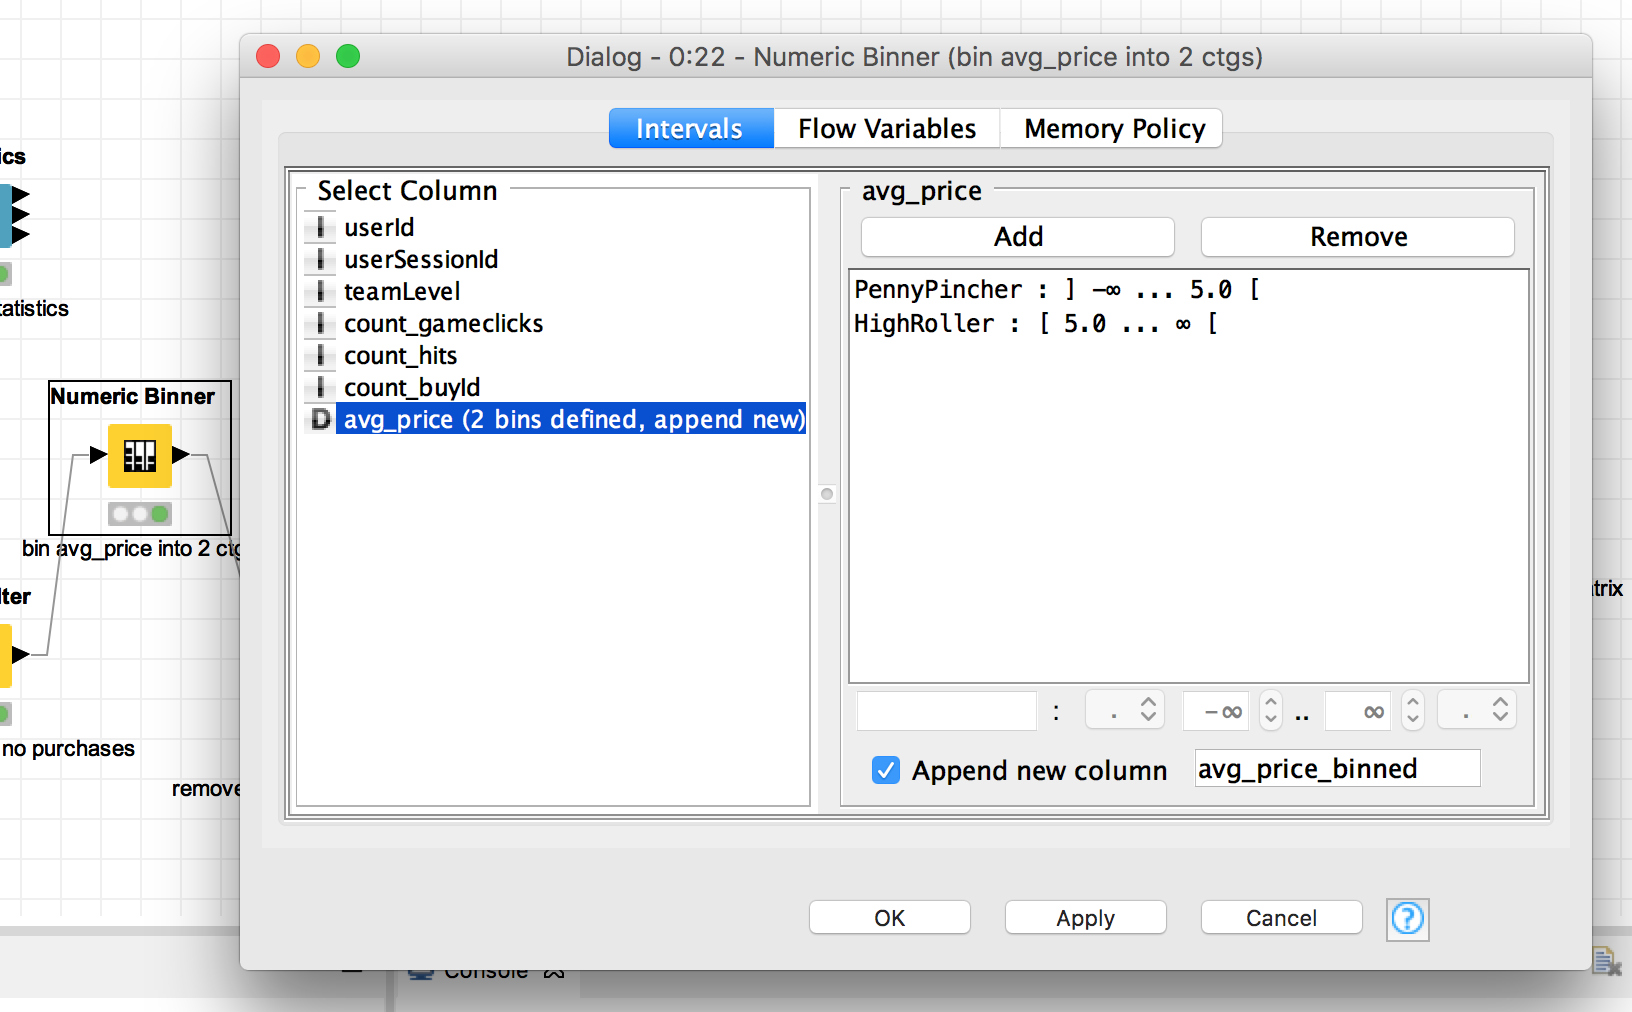 Dialog - 0:22 - Numeric Binner (bin avg_price into 2 ctgs)
Intervals
Flow Variables
Memory Policy
Select Column
userId
userSessionId
teamLevel
count_gameclicks
count_hits
count_buyId
D avg_price (2 bins defined, append new)
avg_price
Add
Remove
PennyPincher : ] -∞ ... 5.0 [
HighRoller : [ 5.0 ... ∞ [
: . -∞ .. ∞ .
Append new column
avg_price_binned
OK
Apply
Cancel
?
ics
tatistics
Numeric Binner
bin avg_price into 2 ctg
lter
no purchases
remove
trix
Console